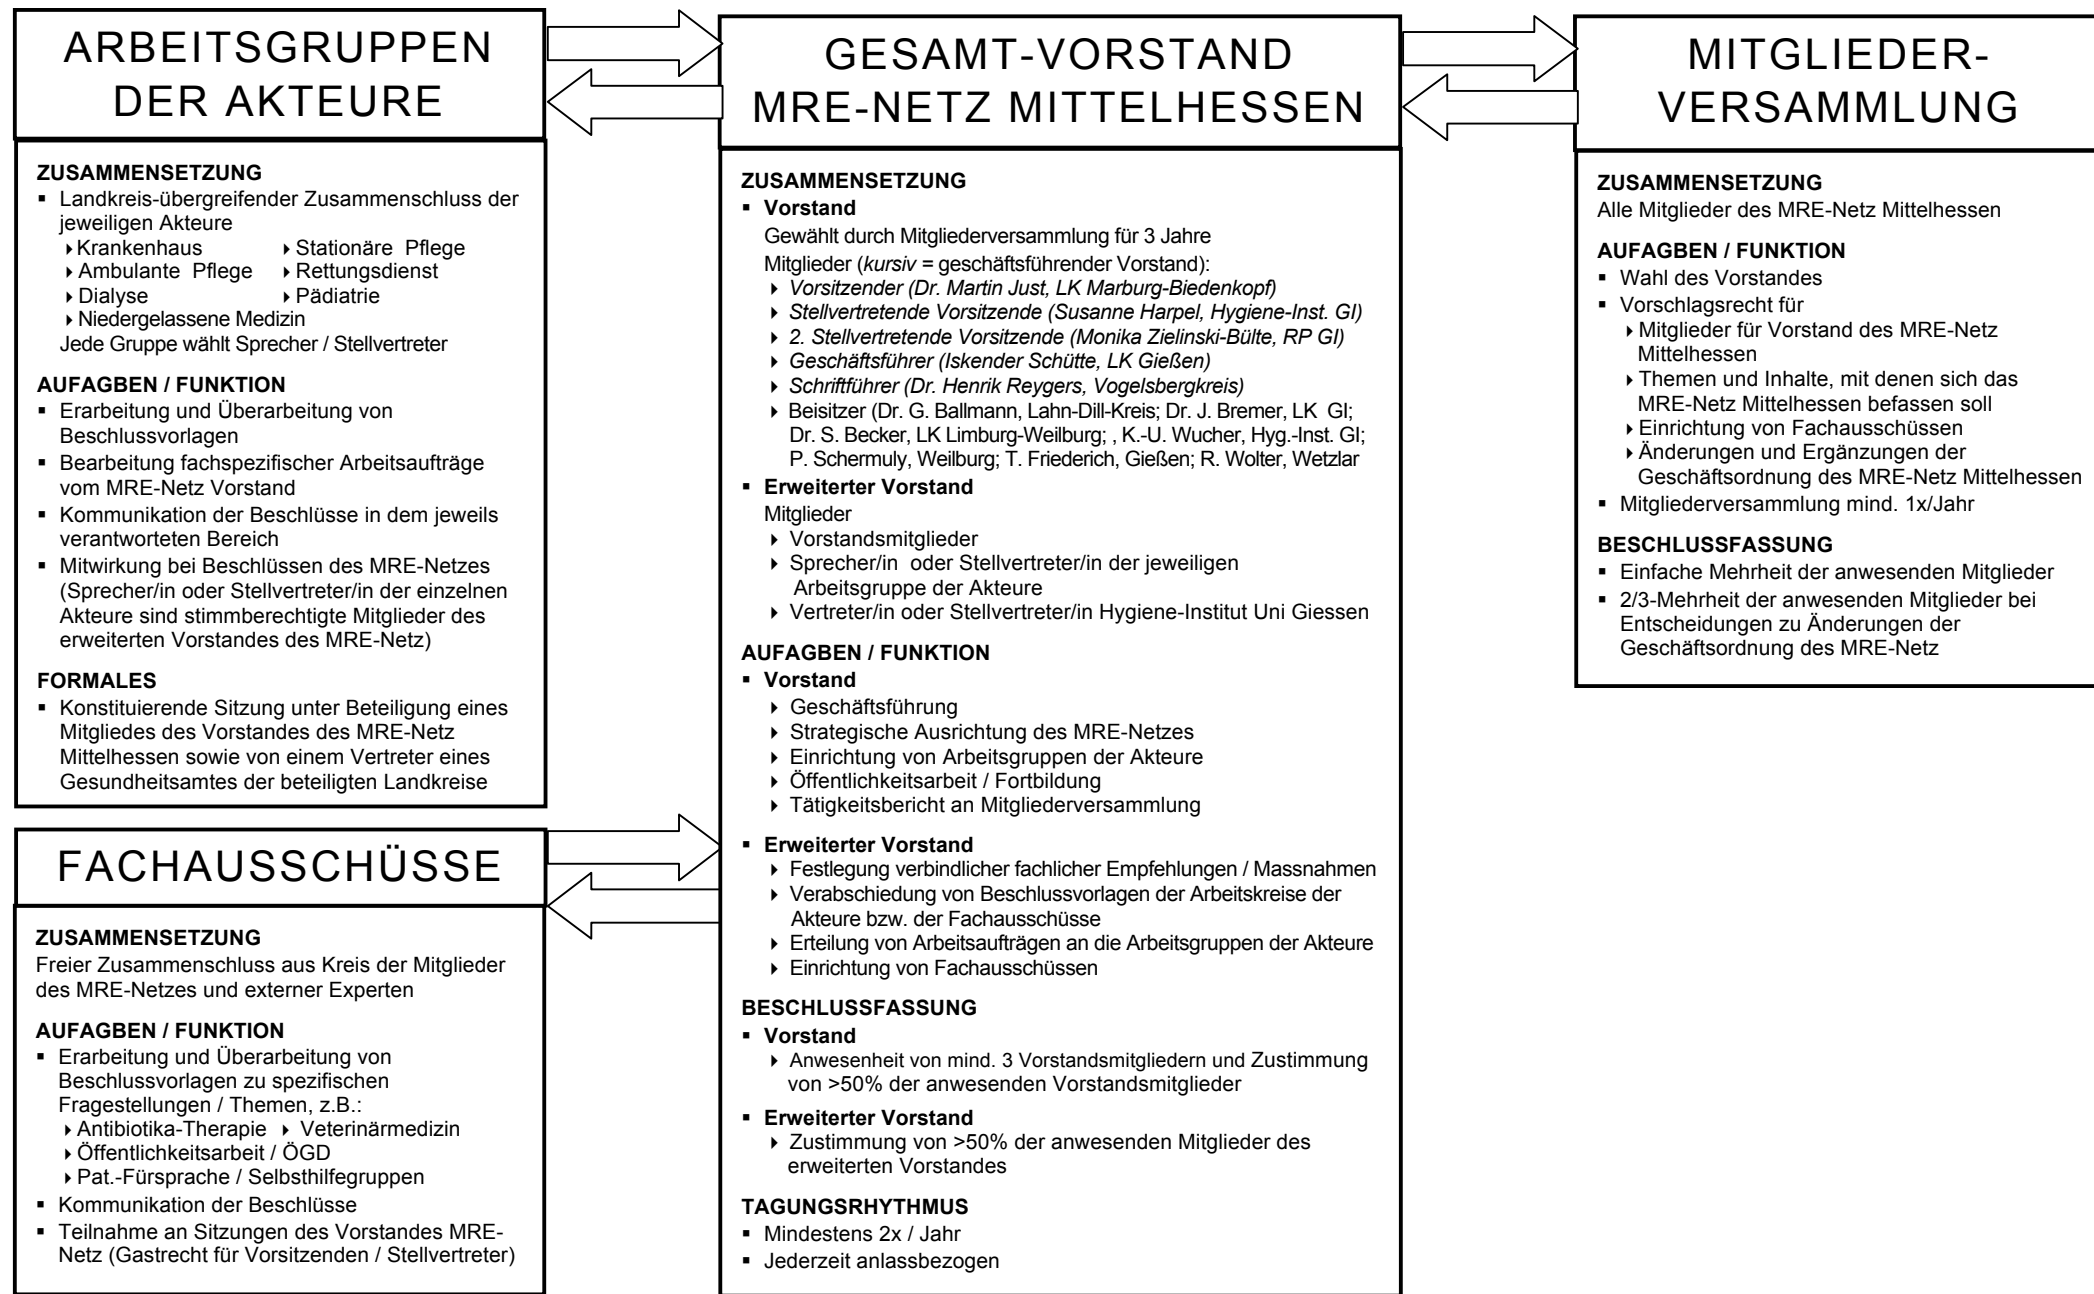 ARBEITSGRUPPEN
DER AKTEURE
ZUSAMMENSETZUNG
▪ Landkreis-übergreifender Zusammenschluss der
jeweiligen Akteure
Krankenhaus Stationäre Pflege
Ambulante Pflege Rettungsdienst
Dialyse Pädiatrie
Niedergelassene Medizin
Jede Gruppe wählt Sprecher / Stellvertreter
AUFAGBEN / FUNKTION
▪ Erarbeitung und Überarbeitung von
Beschlussvorlagen
▪ Bearbeitung fachspezifischer Arbeitsaufträge
vom MRE-Netz Vorstand
▪ Kommunikation der Beschlüsse in dem jeweils
verantworteten Bereich
▪ Mitwirkung bei Beschlüssen des MRE-Netzes
(Sprecher/in oder Stellvertreter/in der einzelnen
Akteure sind stimmberechtigte Mitglieder des
erweiterten Vorstandes des MRE-Netz)
FORMALES
▪ Konstituierende Sitzung unter Beteiligung eines
Mitgliedes des Vorstandes des MRE-Netz
Mittelhessen sowie von einem Vertreter eines
Gesundheitsamtes der beteiligten Landkreise
FACHAUSSCHÜSSE
ZUSAMMENSETZUNG
Freier Zusammenschluss aus Kreis der Mitglieder
des MRE-Netzes und externer Experten
AUFAGBEN / FUNKTION
▪ Erarbeitung und Überarbeitung von
Beschlussvorlagen zu spezifischen
Fragestellungen / Themen, z.B.:
Antibiotika-Therapie Veterinärmedizin
Öffentlichkeitsarbeit / ÖGD
Pat.-Fürsprache / Selbsthilfegruppen
▪ Kommunikation der Beschlüsse
▪ Teilnahme an Sitzungen des Vorstandes MRE-
Netz (Gastrecht für Vorsitzenden / Stellvertreter)
GESAMT-VORSTAND
MRE-NETZ MITTELHESSEN
ZUSAMMENSETZUNG
▪ Vorstand
Gewählt durch Mitgliederversammlung für 3 Jahre
Mitglieder (kursiv = geschäftsführender Vorstand):
Vorsitzender (Dr. Martin Just, LK Marburg-Biedenkopf)
Stellvertretende Vorsitzende (Susanne Harpel, Hygiene-Inst. GI)
2. Stellvertretende Vorsitzende (Monika Zielinski-Bülte, RP GI)
Geschäftsführer (Iskender Schütte, LK Gießen)
Schriftführer (Dr. Henrik Reygers, Vogelsbergkreis)
Beisitzer (Dr. G. Ballmann, Lahn-Dill-Kreis; Dr. J. Bremer, LK GI;
Dr. S. Becker, LK Limburg-Weilburg; , K.-U. Wucher, Hyg.-Inst. GI;
P. Schermuly, Weilburg; T. Friederich, Gießen; R. Wolter, Wetzlar
▪ Erweiterter Vorstand
Mitglieder
Vorstandsmitglieder
Sprecher/in oder Stellvertreter/in der jeweiligen
Arbeitsgruppe der Akteure
Vertreter/in oder Stellvertreter/in Hygiene-Institut Uni Giessen
AUFAGBEN / FUNKTION
▪ Vorstand
Geschäftsführung
Strategische Ausrichtung des MRE-Netzes
Einrichtung von Arbeitsgruppen der Akteure
Öffentlichkeitsarbeit / Fortbildung
Tätigkeitsbericht an Mitgliederversammlung
▪ Erweiterter Vorstand
Festlegung verbindlicher fachlicher Empfehlungen / Massnahmen
Verabschiedung von Beschlussvorlagen der Arbeitskreise der
Akteure bzw. der Fachausschüsse
Erteilung von Arbeitsaufträgen an die Arbeitsgruppen der Akteure
Einrichtung von Fachausschüssen
BESCHLUSSFASSUNG
▪ Vorstand
Anwesenheit von mind. 3 Vorstandsmitgliedern und Zustimmung
von >50% der anwesenden Vorstandsmitglieder
▪ Erweiterter Vorstand
Zustimmung von >50% der anwesenden Mitglieder des
erweiterten Vorstandes
TAGUNGSRHYTHMUS
▪ Mindestens 2x / Jahr
▪ Jederzeit anlassbezogen
MITGLIEDER-
VERSAMMLUNG
ZUSAMMENSETZUNG
Alle Mitglieder des MRE-Netz Mittelhessen
AUFAGBEN / FUNKTION
▪ Wahl des Vorstandes
▪ Vorschlagsrecht für
Mitglieder für Vorstand des MRE-Netz
Mittelhessen
Themen und Inhalte, mit denen sich das
MRE-Netz Mittelhessen befassen soll
Einrichtung von Fachausschüssen
Änderungen und Ergänzungen der
Geschäftsordnung des MRE-Netz Mittelhessen
▪ Mitgliederversammlung mind. 1x/Jahr
BESCHLUSSFASSUNG
▪ Einfache Mehrheit der anwesenden Mitglieder
▪ 2/3-Mehrheit der anwesenden Mitglieder bei
Entscheidungen zu Änderungen der
Geschäftsordnung des MRE-Netz